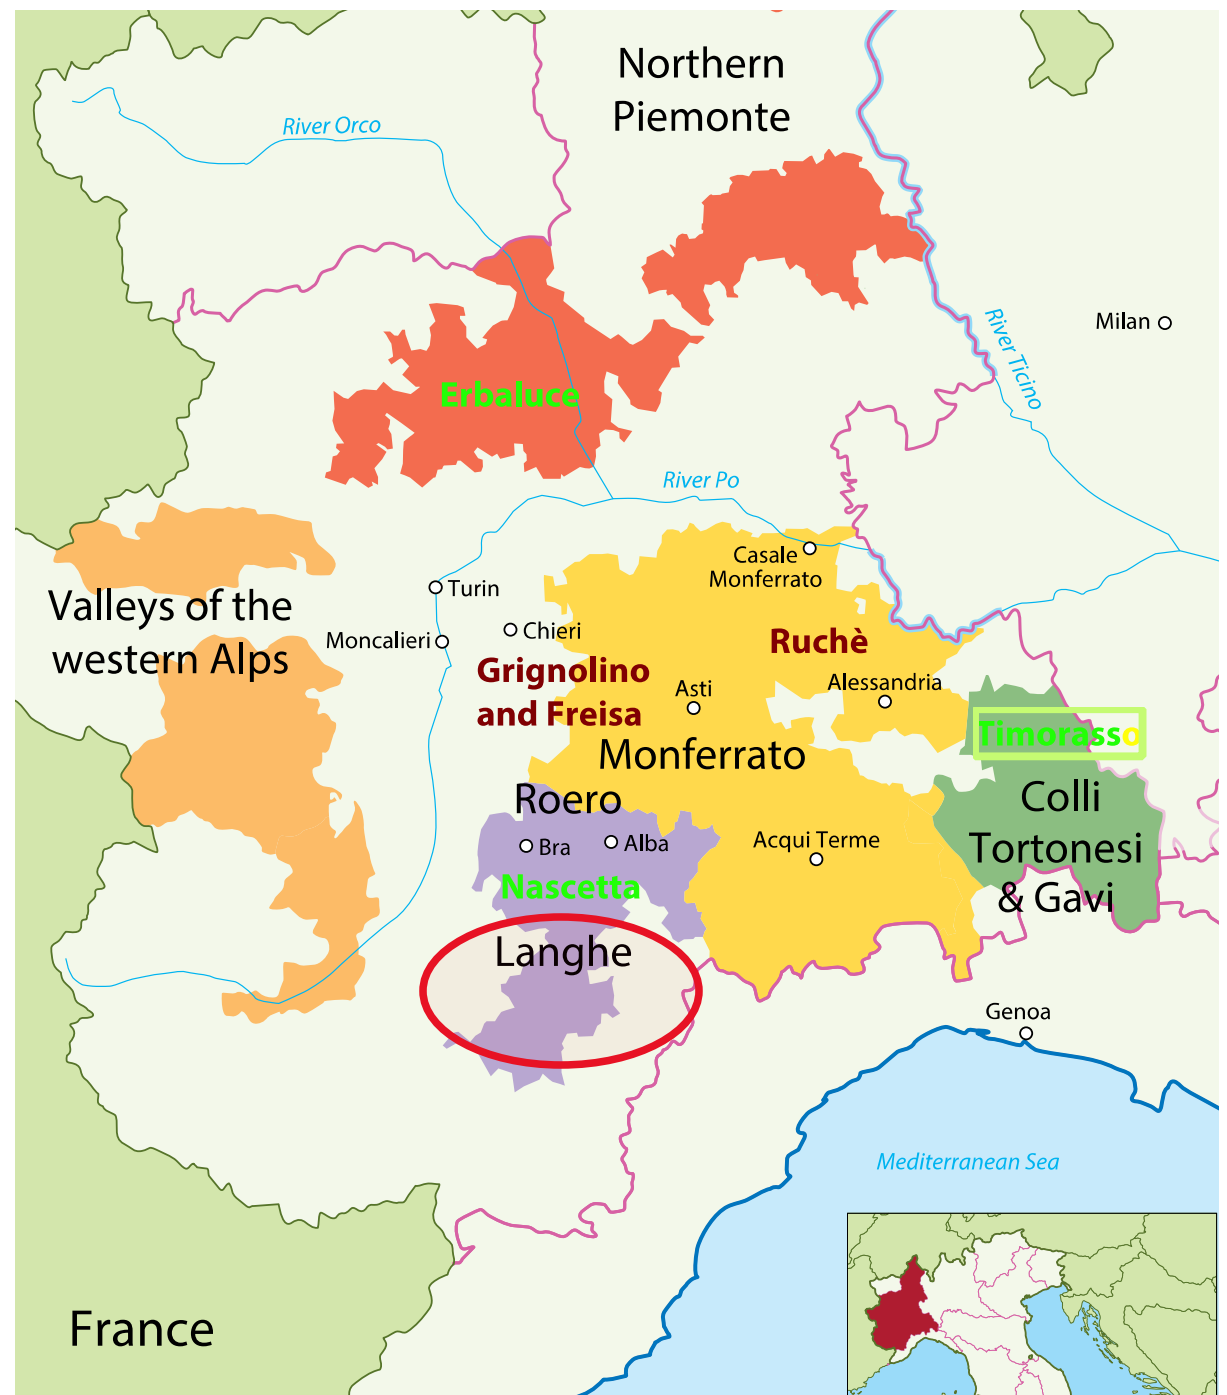 Northern
Piemonte
River Orco
River Ticino
Milan
Erbaluce
River Po
Casale
Monferrato
Turin
Valleys of the
western Alps
Chieri
Moncalieri
Ruchè
Grignolino
and Freisa
Asti
Alessandria
Timorasso
Monferrato
Roero
Colli
Tortonesi
& Gavi
Bra
Alba
Acqui Terme
Nascetta
Langhe
Genoa
Mediterranean Sea
France